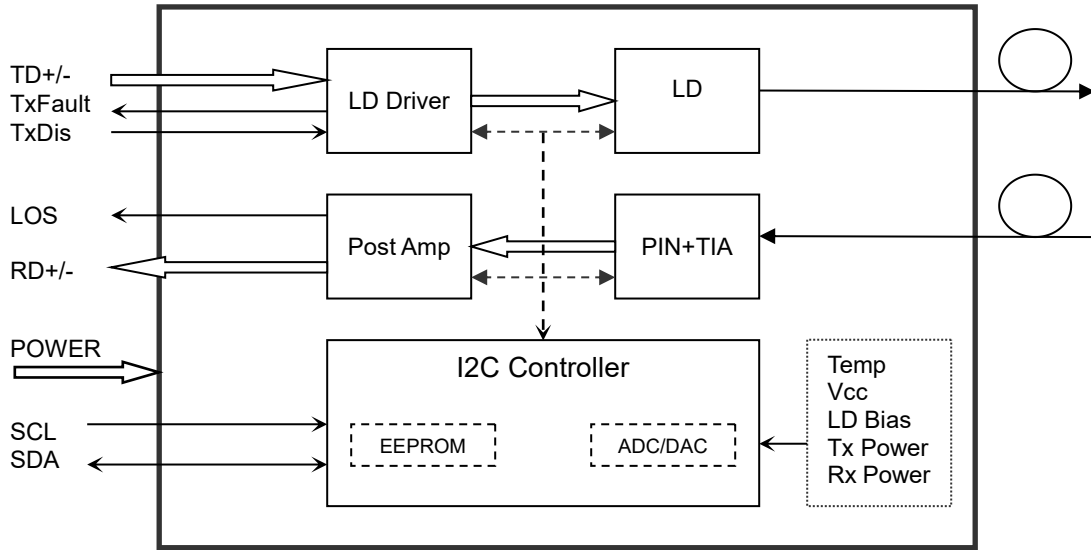 TD+/-
TxFault
TxDis
LD Driver
LD
LOS
RD+/-
Post Amp
PIN+TIA
POWER
SCL
SDA
I2C Controller
EEPROM
ADC/DAC
Temp
Vcc
LD Bias
Tx Power
Rx Power